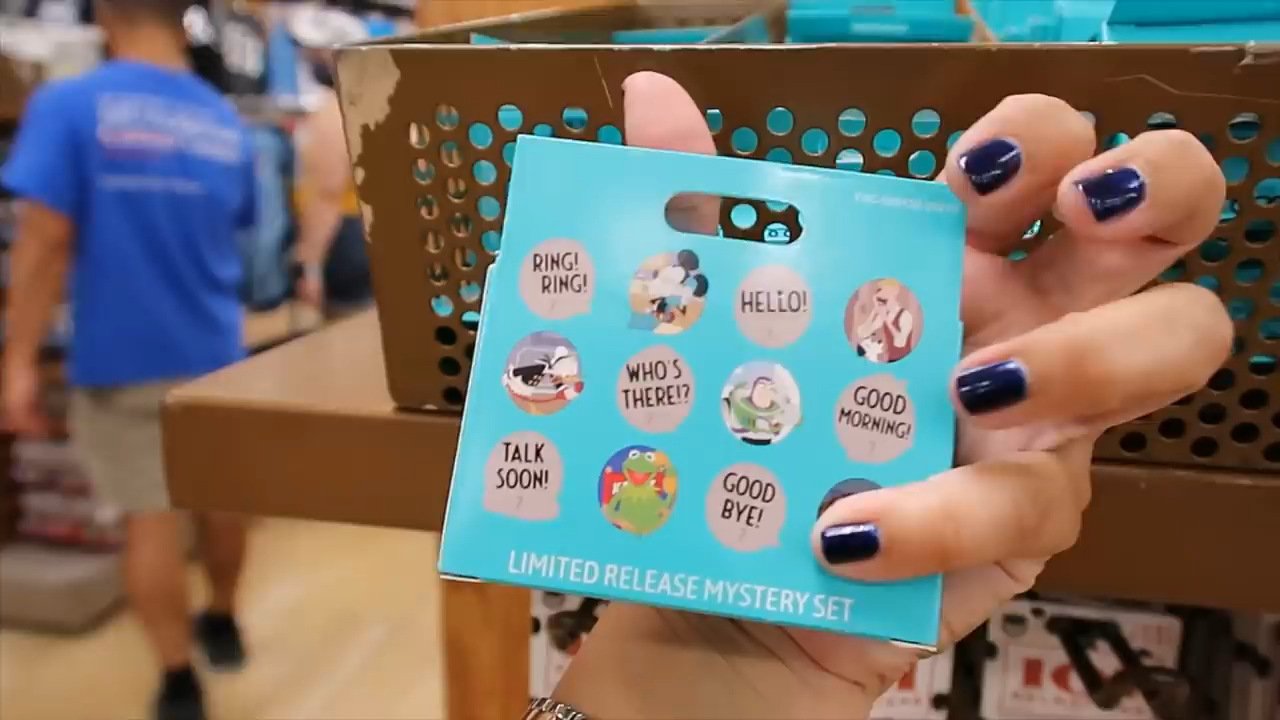 RING!
RING!
HELLO!
WHO'S
THERE!?
GOOD
MORNING!
TALK
SOON!
GOOD
BYE!
LIMITED RELEASE MYSTERY SET